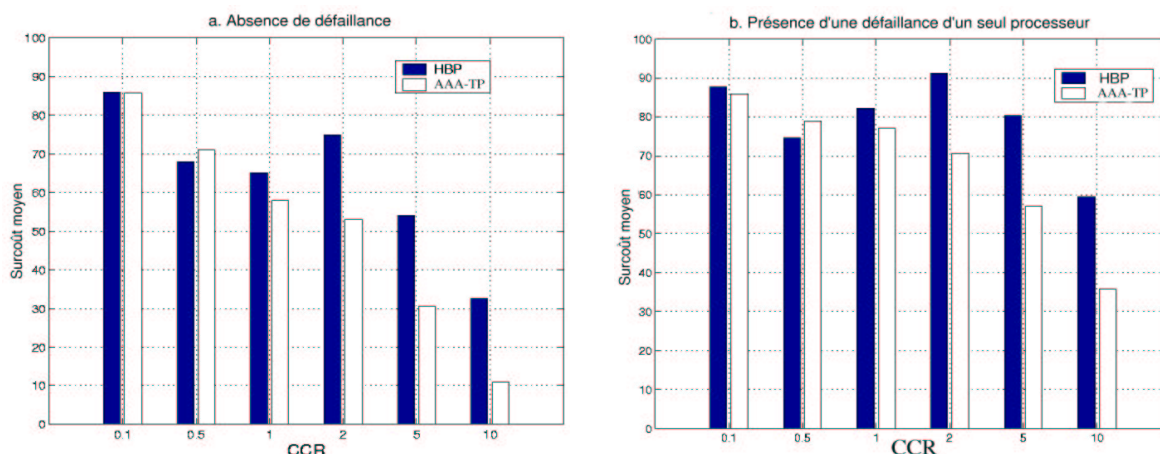 a. Absence de défaillance
100
90
80
70
60
50
40
30
20
10
0
Surcoût moyen
HBP
AAA-TP
0.1 0.5 1 2 5 10
CCR
b. Présence d'une défaillance d'un seul processeur
100
90
80
70
60
50
40
30
20
10
0
Surcoût moyen
HBP
AAA-TP
0.1 0.5 1 2 5 10
CCR